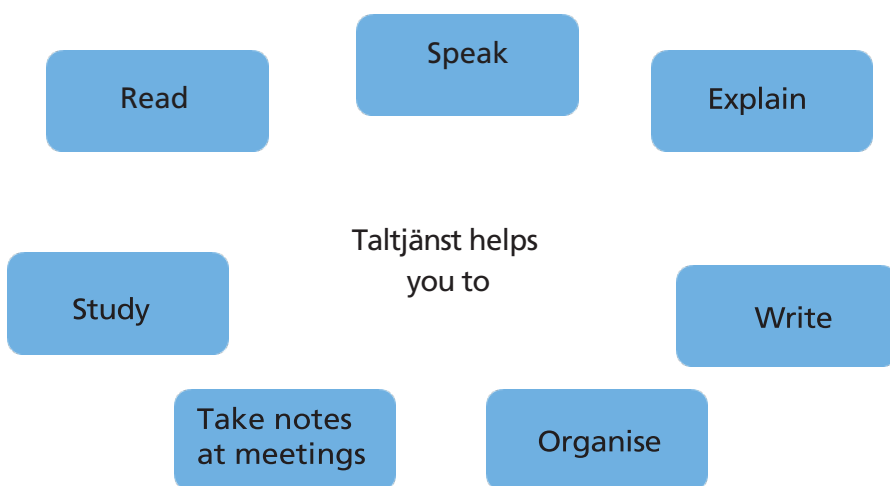 Speak
Read
Explain
Taltjänst helps
you to
Study
Write
Take notes
at meetings
Organise